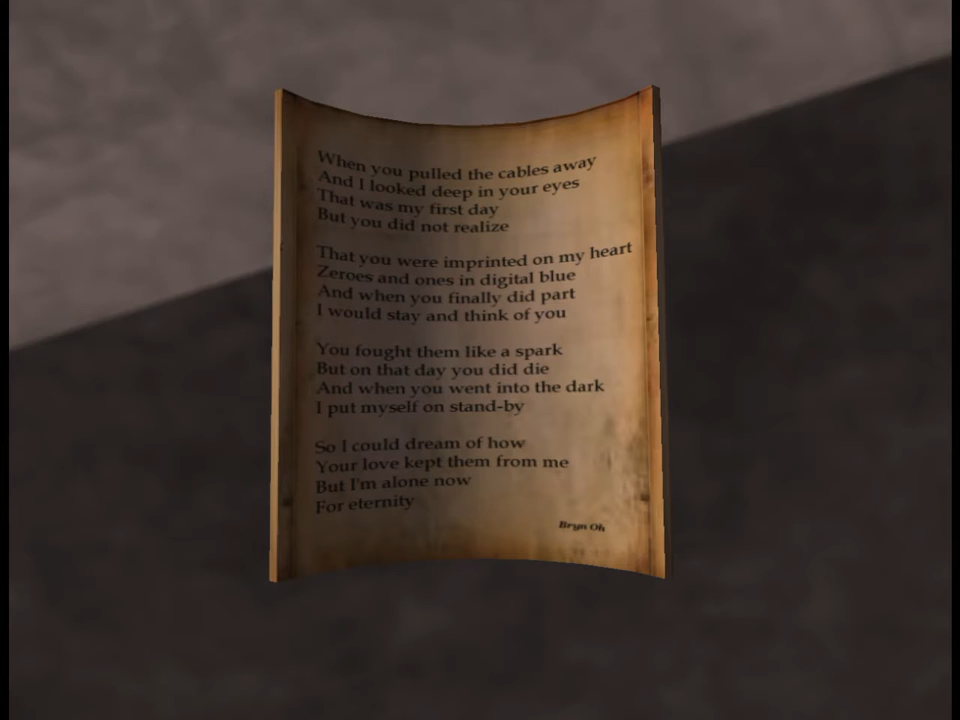 When you pulled the cables away
And I looked deep in your eyes
That was my first day
But you did not realize
That you were imprinted on my heart
Zeroes and ones in digital blue
And when you finally did part
I would stay and think of you
You fought them like a spark
But on that day you did die
And when you went into the dark
I put myself on stand-by
So I could dream of how
Your love kept them from me
But I'm alone now
For eternity
Bryn Oh